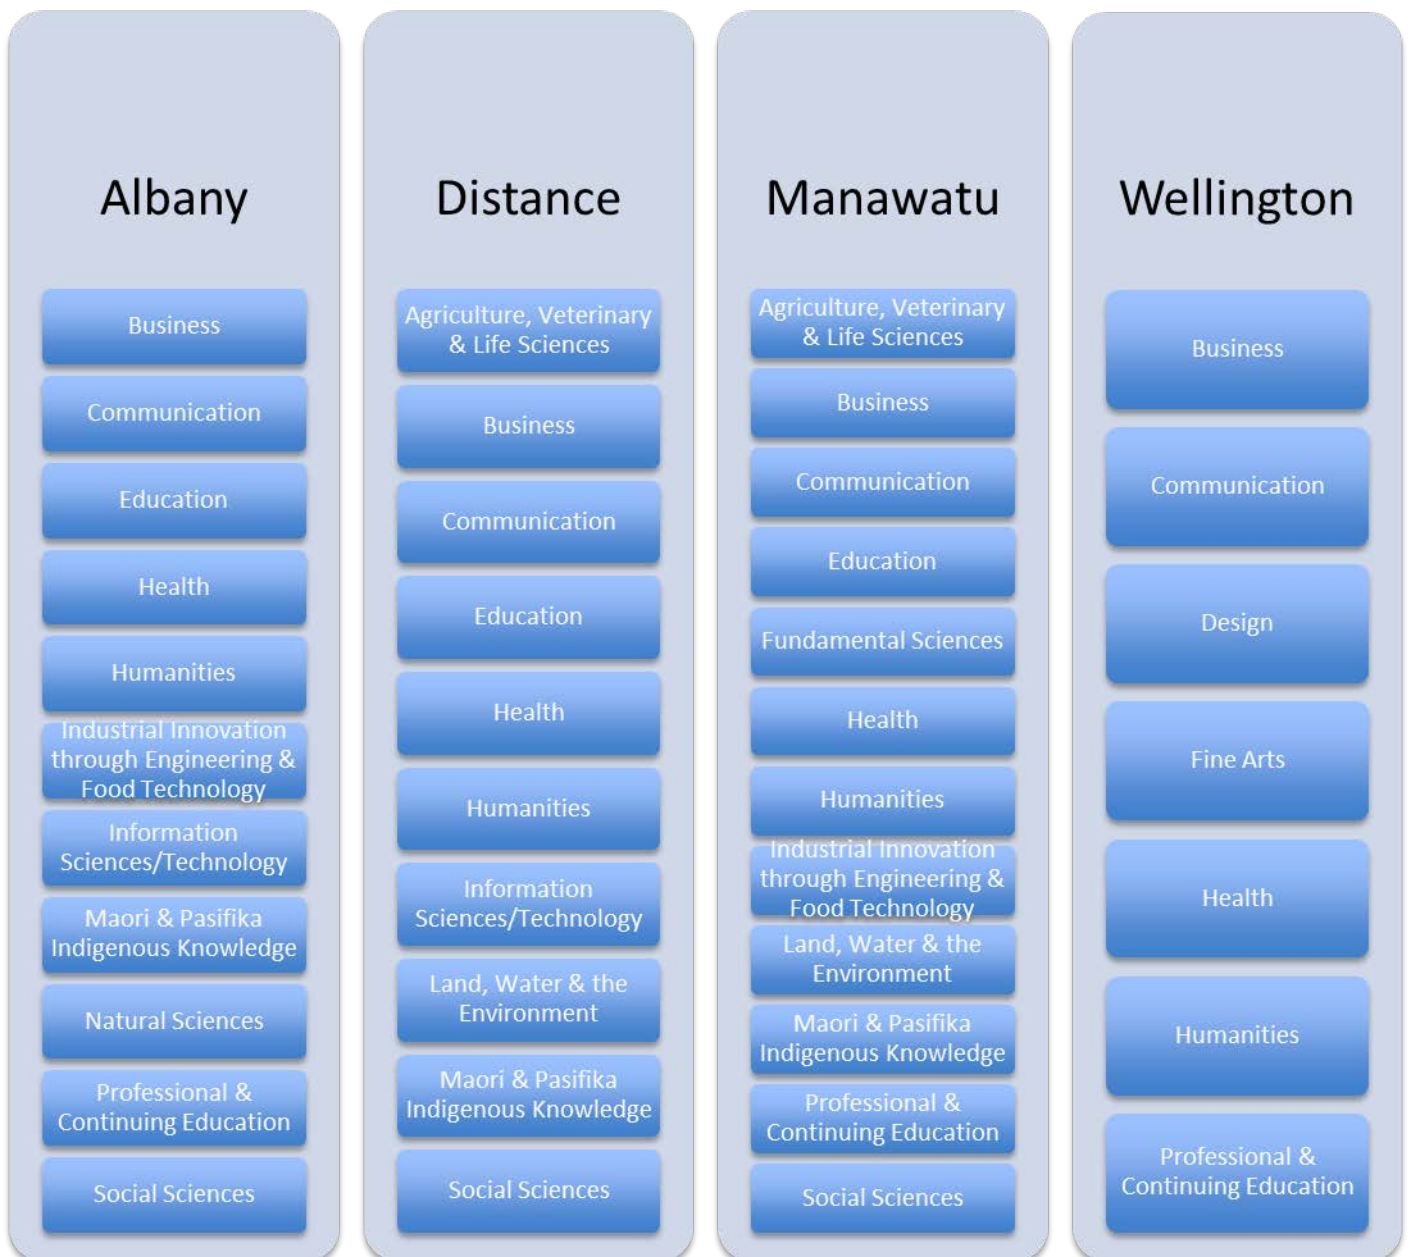 Albany
Business
Communication
Education
Health
Humanities
Industrial Innovation
through Engineering &
Food Technology
Information
Sciences/Technology
Maori & Pasifika
Indigenous Knowledge
Natural Sciences
Professional &
Continuing Education
Social Sciences
Distance
Agriculture, Veterinary
& Life Sciences
Business
Communication
Education
Health
Humanities
Information
Sciences/Technology
Land, Water & the
Environment
Maori & Pasifika
Indigenous Knowledge
Social Sciences
Manawatu
Agriculture, Veterinary
& Life Sciences
Business
Communication
Education
Fundamental Sciences
Health
Humanities
Industrial Innovation
through Engineering &
Food Technology
Land, Water & the
Environment
Maori & Pasifika
Indigenous Knowledge
Professional &
Continuing Education
Social Sciences
Wellington
Business
Communication
Design
Fine Arts
Health
Humanities
Professional &
Continuing Education